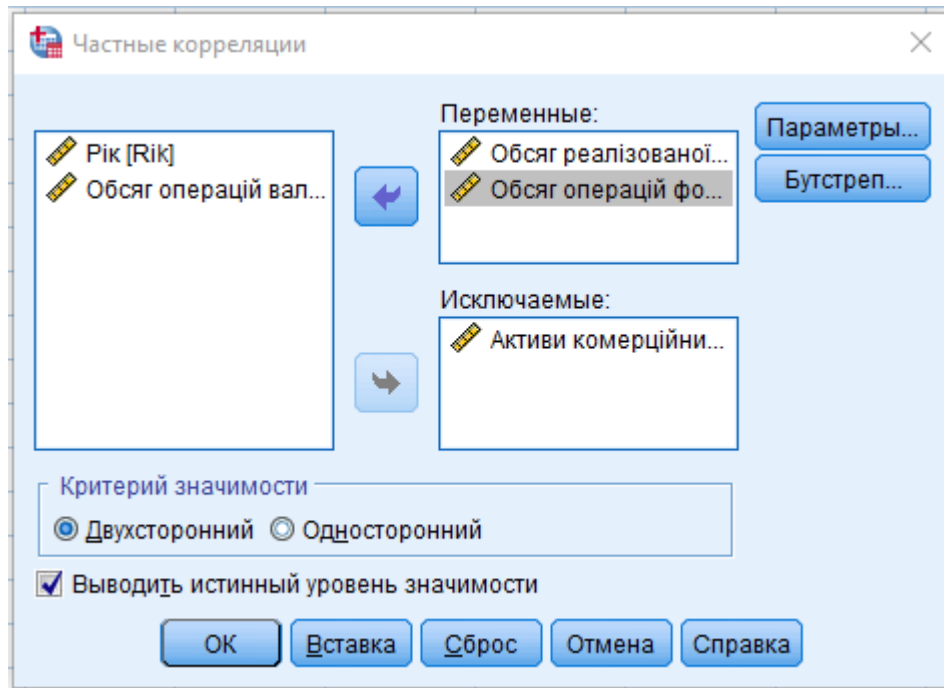 Частные корреляции
Переменные:
Рік [Rik]
Обсяг операцій вал...
Обсяг реалізованої...
Обсяг операцій фо...
Параметры...
Бутстреп...
Исключаемые:
Активи комерційни...
Критерий значимости
Двухсторонний Односторонний
Выводить истинный уровень значимости
ОК Вставка Сброс Отмена Справка